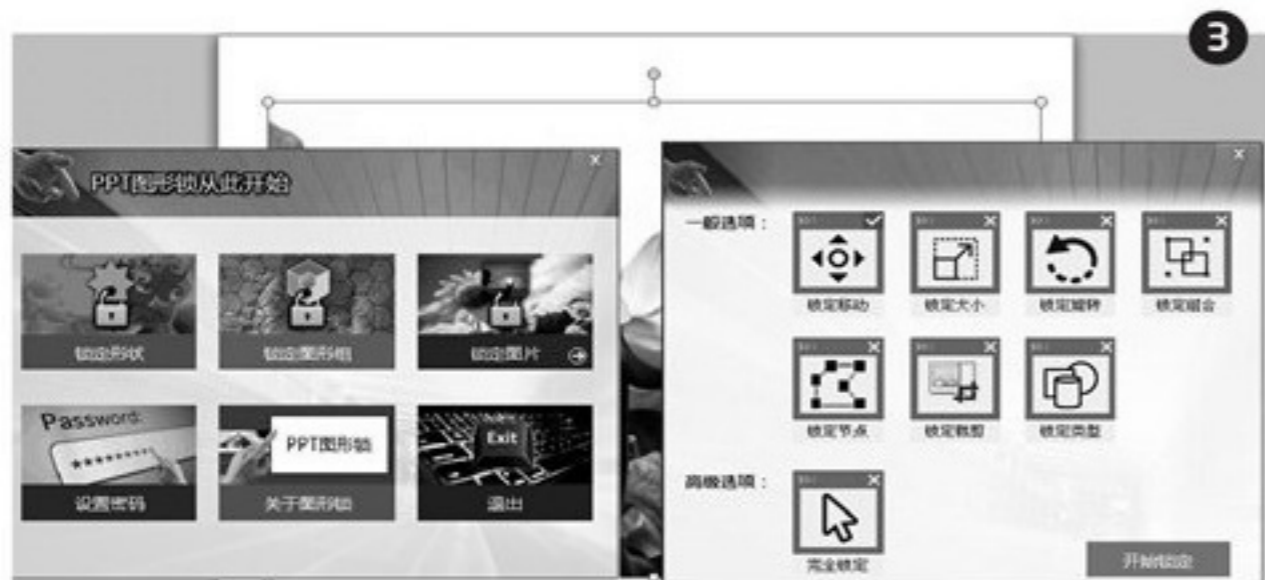 3
PPT图形锁从此开始
锁定形状
锁定图形组
锁定图片
Password:
********
PPT图形锁
Exit
设置密码
关于图形锁
退出
一般选项：
锁定移动
锁定大小
锁定旋转
锁定组合
锁定节点
锁定裁剪
锁定类型
高级选项：
完全锁定
开始锁定